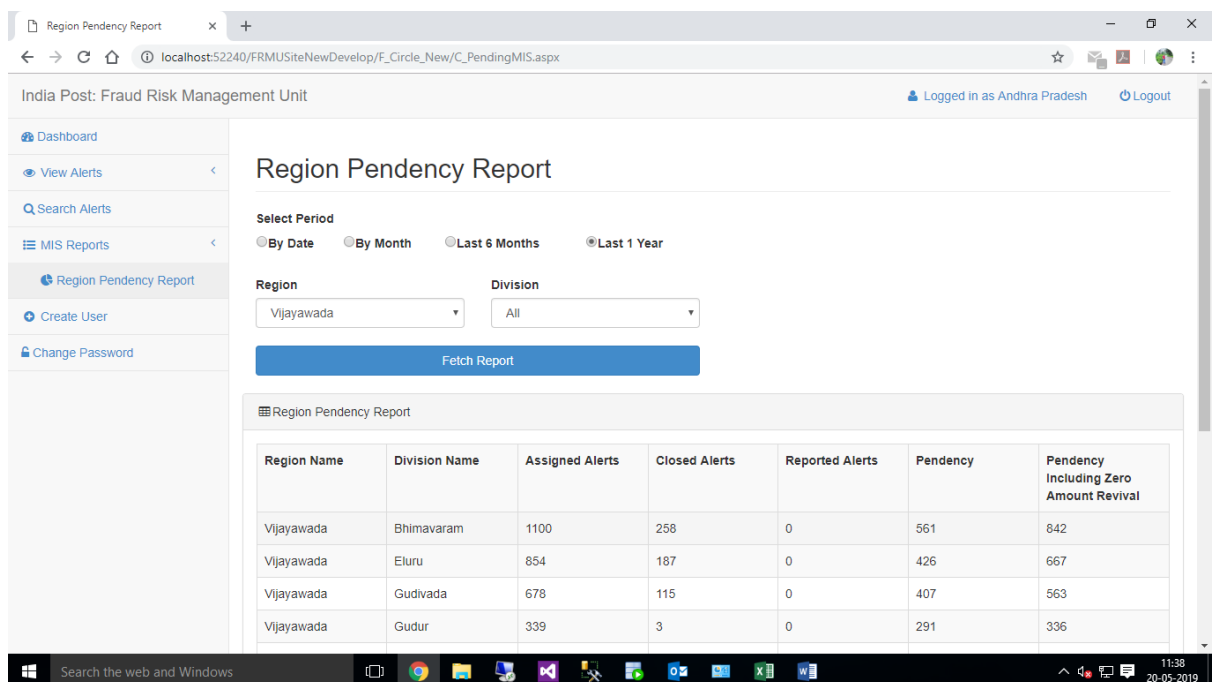 Region Pendency Report
localhost:52240/FRMUSiteNewDevelop/F_Circle_New/C_PendingMIS.aspx
India Post: Fraud Risk Management Unit
Logged in as Andhra Pradesh
Logout
Dashboard
View Alerts
Search Alerts
MIS Reports
Region Pendency Report
Create User
Change Password
Region Pendency Report
Select Period
By Date By Month Last 6 Months Last 1 Year
Region Division
Vijayawada All
Fetch Report
Region Pendency Report
Region Name Division Name Assigned Alerts Closed Alerts Reported Alerts Pendency Pendency Including Zero Amount Revival
Vijayawada Bhimavaram 1100 258 0 561 842
Vijayawada Eluru 854 187 0 426 667
Vijayawada Gudivada 678 115 0 407 563
Vijayawada Gudur 339 3 0 291 336
Search the web and Windows
11:38
20-05-2019